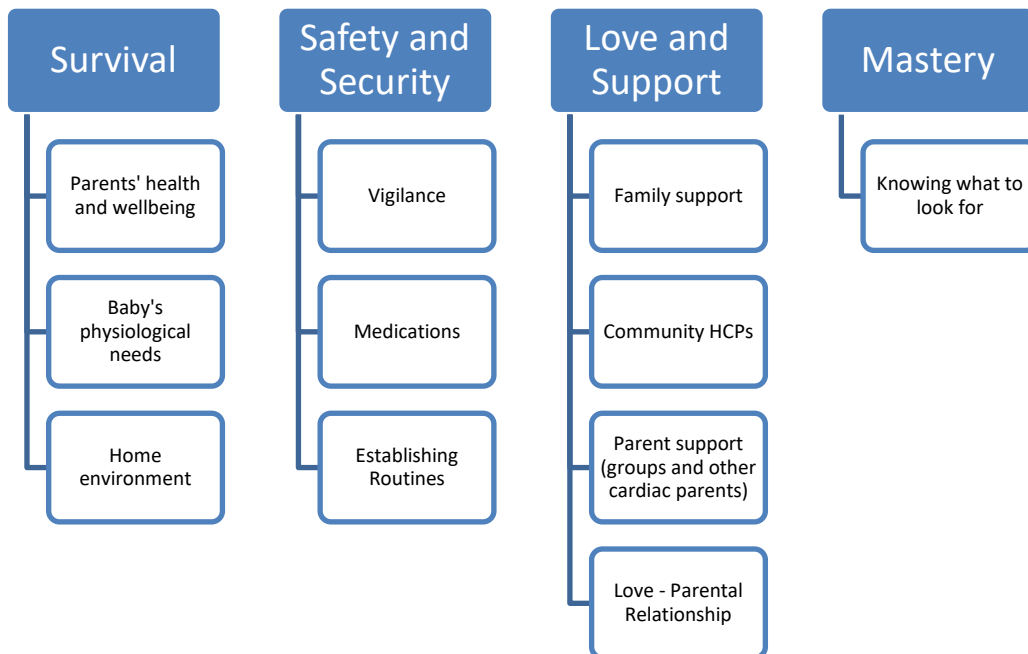 Survival
Parents' health
and wellbeing
Baby's
physiological
needs
Home
environment
Safety and
Security
Vigilance
Medications
Establishing
Routines
Love and
Support
Family support
Community HCPs
Parent support
(groups and other
cardiac parents)
Love - Parental
Relationship
Mastery
Knowing what to
look for